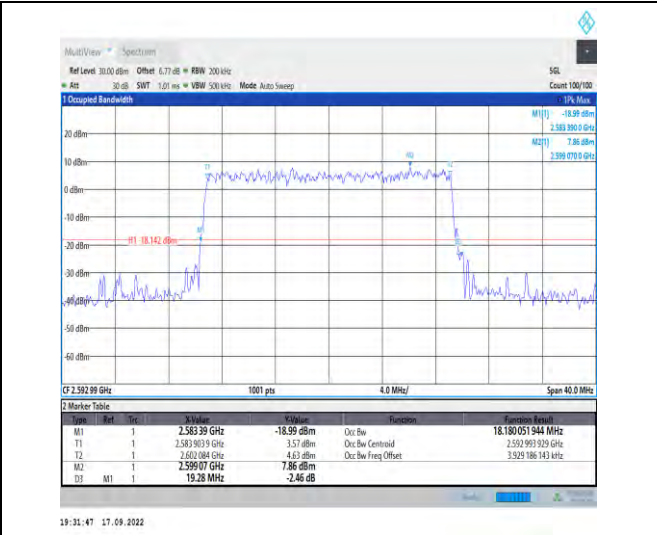 MultiView Spectrum
Ref Level 30.00 dBm Offset 6.77 dB RBW 200 kHz SGL
Att 30 dB SWT 1.01 ms VBW 500 kHz Mode Auto Sweep Count 100/100
1 Occupied Bandwidth 1Pk Max
M1[1] -18.99 dBm
2.583 390 0 GHz
M2[1] 7.86 dBm
2.599 070 0 GHz
20 dBm
10 dBm
M2
T1 T2
0 dBm
-10 dBm
M1
H1 -18.142 dBm
-20 dBm
-30 dBm
-40 dBm
-50 dBm
-60 dBm
CF 2.592 99 GHz 1001 pts 4.0 MHz/ Span 40.0 MHz
2 Marker Table
Type Ref Trc X-Value Y-Value Function Function Result
M1 1 2.583 39 GHz -18.99 dBm Occ Bw 18.180 051 944 MHz
T1 1 2.583 903 9 GHz 3.57 dBm Occ Bw Centroid 2.592 993 929 GHz
T2 1 2.602 084 GHz 4.63 dBm Occ Bw Freq Offset 3.929 186 143 kHz
M2 1 2.599 07 GHz 7.86 dBm
D3 M1 1 19.28 MHz -2.46 dB
19:31:47 17.09.2022